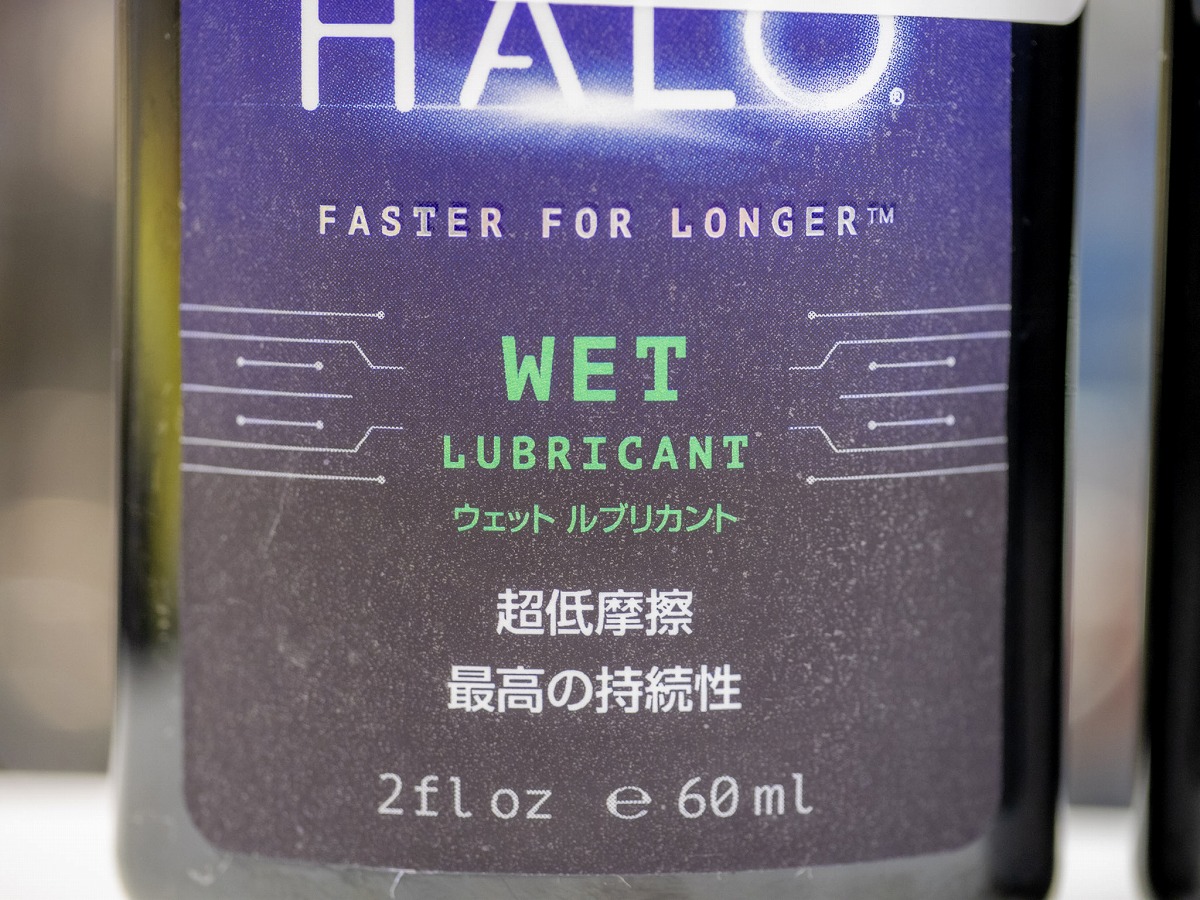 HALO®
FASTER FOR LONGER™
WET
LUBRICANT
ウェット ルブリカント
超低摩擦
最高の持続性
2fl oz ℮ 60ml